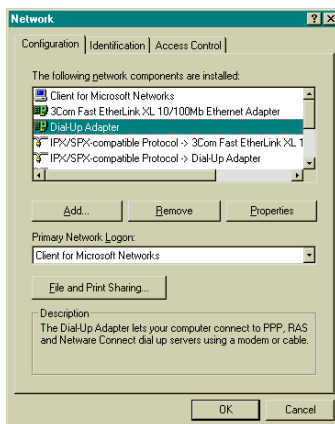 Network
Configuration Identification Access Control
The following network components are installed:
Client for Microsoft Networks
3Com Fast EtherLink XL 10/100Mb Ethernet Adapter
Dial-Up Adapter
IPX/SPX-compatible Protocol -> 3Com Fast EtherLink XL 1
IPX/SPX-compatible Protocol -> Dial-Up Adapter
Add... Remove Properties
Primary Network Logon:
Client for Microsoft Networks
File and Print Sharing...
Description
The Dial-Up Adapter lets your computer connect to PPP, RAS
and Netware Connect dial up servers using a modem or cable.
OK Cancel